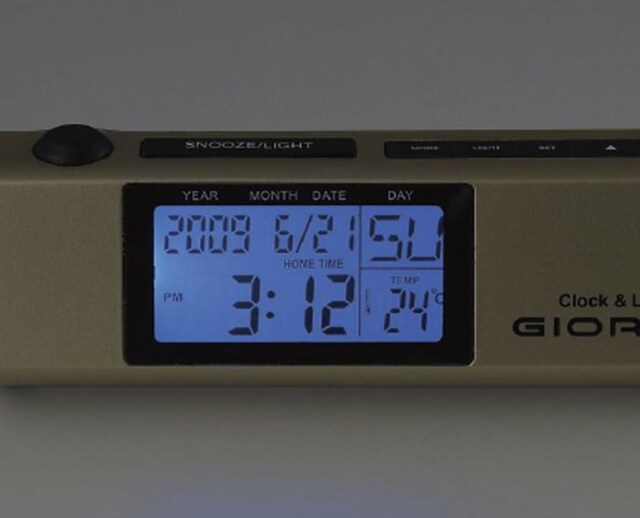 SNOOZE/LIGHT MODE LIGHT SET ▲
YEAR MONTH DATE DAY
2009 6/21 SU
HOME TIME
PM 3:12
TEMP
24°C
Clock & L
GIOR